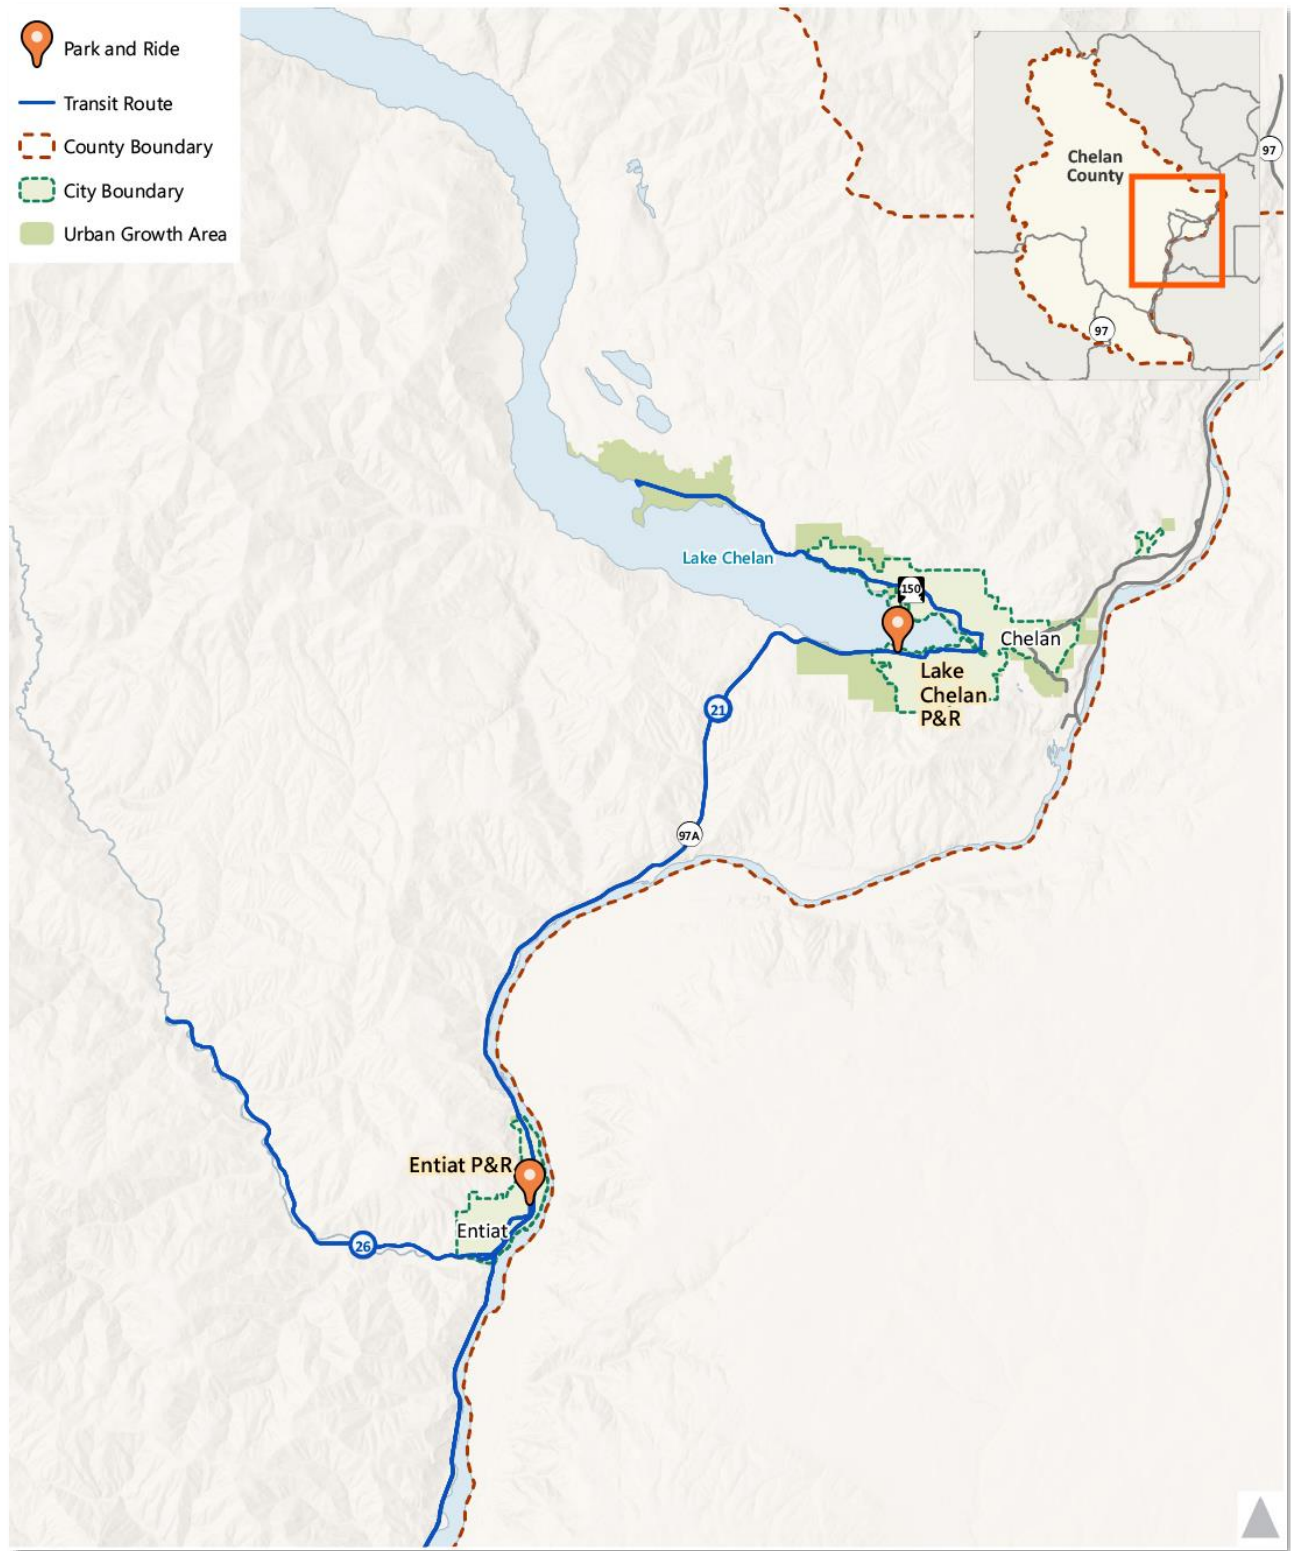 Park and Ride
Transit Route
County Boundary
City Boundary
Urban Growth Area
Chelan
County
97
97
Lake Chelan
150
Chelan
Lake
Chelan
P&R
21
97A
Entiat P&R
Entiat
26